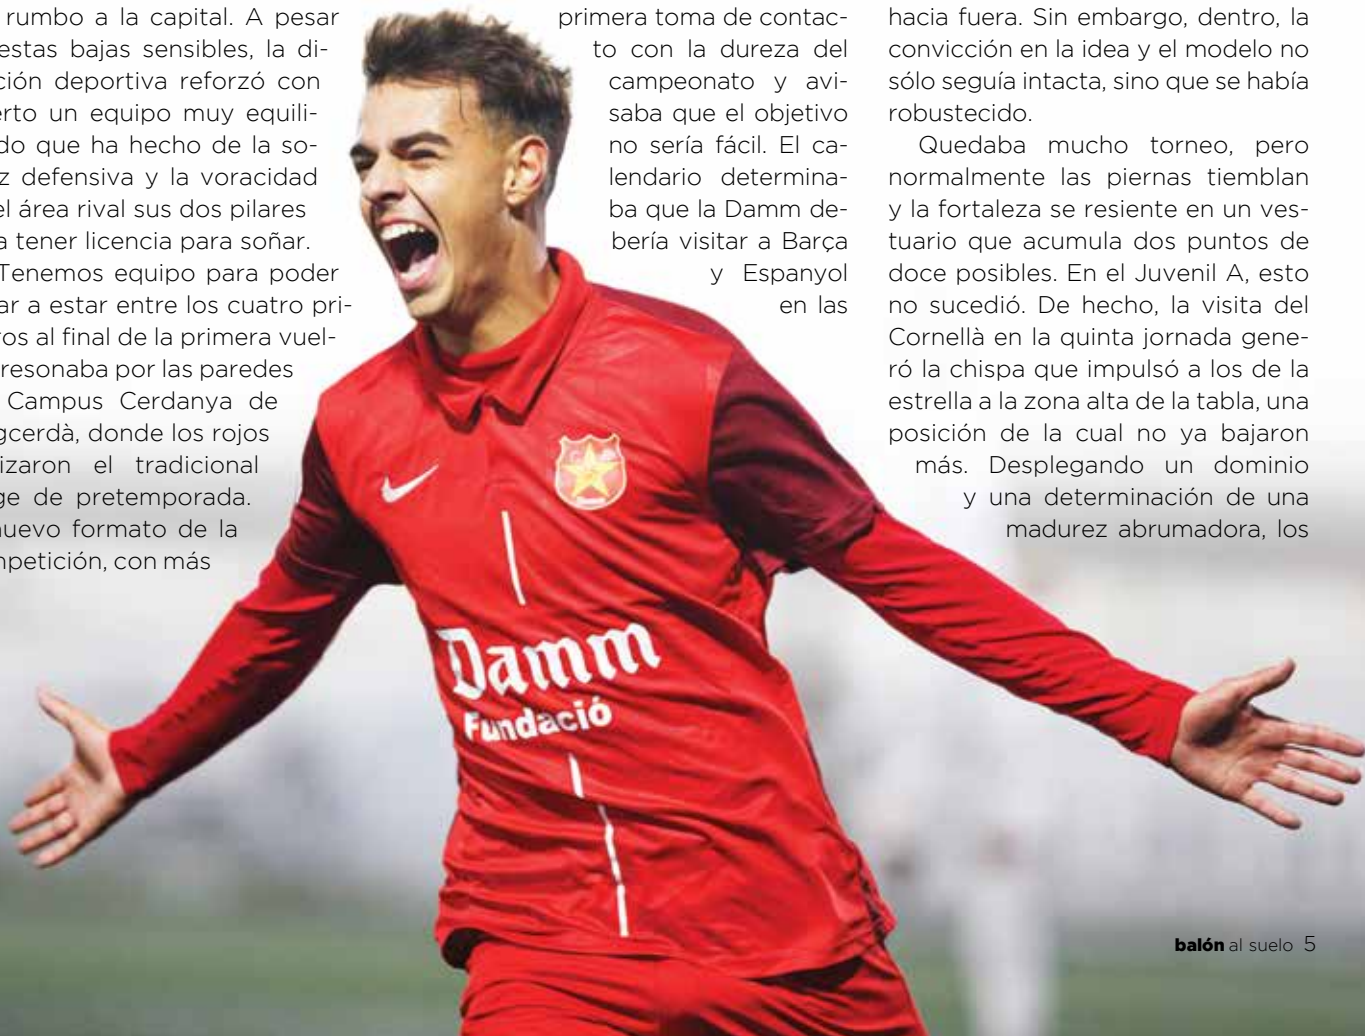 rumbo a la capital. A pesar
estas bajas sensibles, la di-
ción deportiva reforzó con
erto un equipo muy equili-
do que ha hecho de la so-
z defensiva y la voracidad
el área rival sus dos pilares
a tener licencia para soñar.
Tenemos equipo para poder
ar a estar entre los cuatro pri-
os al final de la primera vuel-
resonaba por las paredes
Campus Cerdanya de
gcerdà, donde los rojos
izaron el tradicional
ge de pretemporada.
nuevo formato de la
mpetición, con más
primera toma de contac-
to con la dureza del
campeonato y avi-
saba que el objetivo
no sería fácil. El ca-
lendario determina-
ba que la Damm de-
bería visitar a Barça
y Espanyol
en las
hacia fuera. Sin embargo, dentro, la
convicción en la idea y el modelo no
sólo seguía intacta, sino que se había
robustecido.
Quedaba mucho torneo, pero
normalmente las piernas tiemblan
y la fortaleza se resiente en un ves-
tuario que acumula dos puntos de
doce posibles. En el Juvenil A, esto
no sucedió. De hecho, la visita del
Cornellà en la quinta jornada gene-
ró la chispa que impulsó a los de la
estrella a la zona alta de la tabla, una
posición de la cual no ya bajaron
más. Desplegando un dominio
y una determinación de una
madurez abrumadora, los
Damm
Fundació
balón al suelo 5